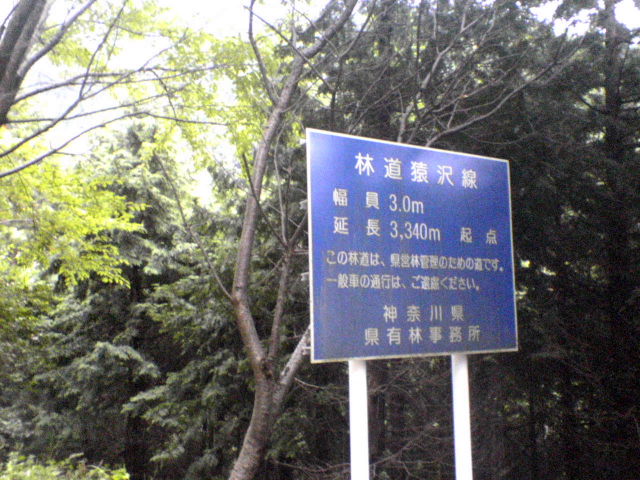 林道猿沢線
幅員 3.0m
延長 3,340m 起点
この林道は、県営林管理のための道です。
一般車の通行は、ご遠慮ください。
神奈川県
県有林事務所